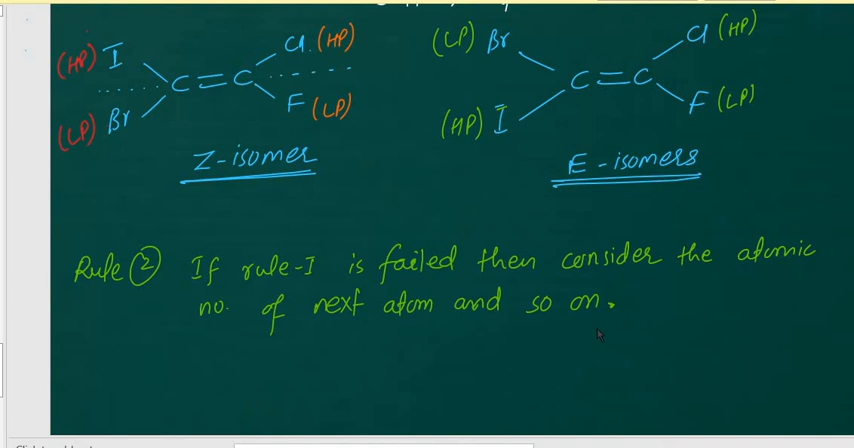 (HP) I
Cl (HP)
C = C
(LP) Br
F (LP)
Z-isomer
(LP) Br
Cl (HP)
C = C
(HP) I
F (LP)
E-isomers
Rule ② If rule-I is failed then consider the atomic
no. of next atom and so on.